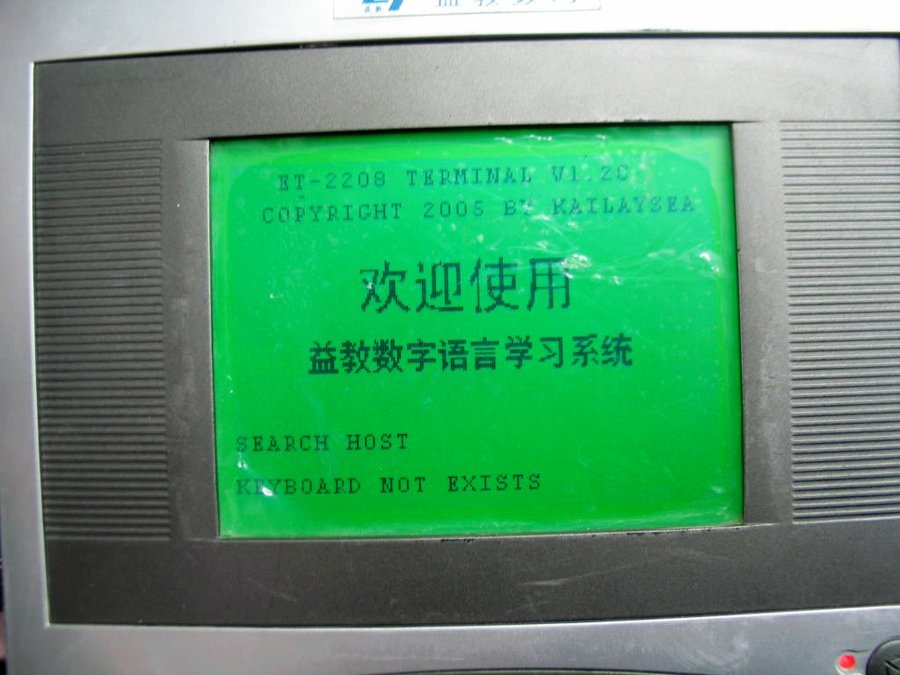 ET-2208 TERMINAL V1.2C
COPYRIGHT 2005 BY KAILAYSEA
欢迎使用
益教数字语言学习系统
SEARCH HOST
KEYBOARD NOT EXISTS